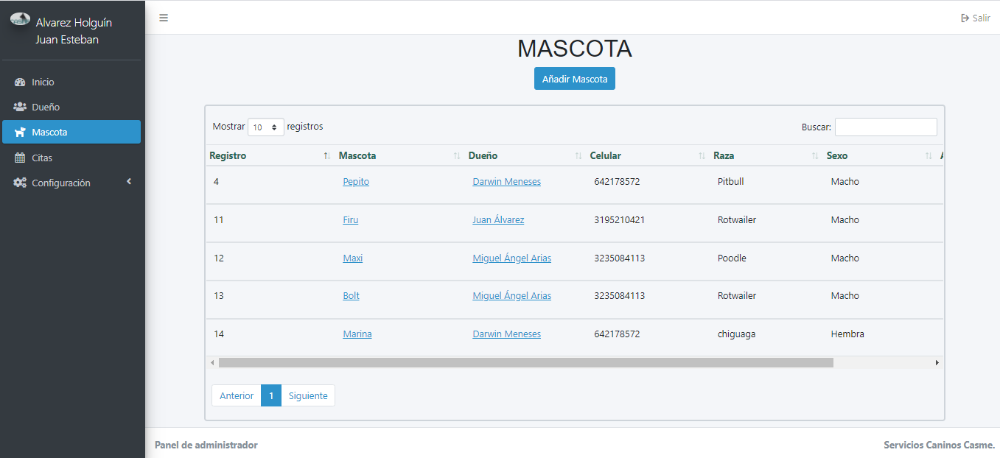 Alvarez Holguín
Juan Esteban
Salir
Inicio
Dueño
Mascota
Citas
Configuración
MASCOTA
Añadir Mascota
Mostrar 10 registros
Buscar:
Registro Mascota Dueño Celular Raza Sexo
4 Pepito Darwin Meneses 642178572 Pitbull Macho
11 Firu Juan Álvarez 3195210421 Rotwailer Macho
12 Maxi Miguel Ángel Arias 3235084113 Poodle Macho
13 Bolt Miguel Ángel Arias 3235084113 Rotwailer Macho
14 Marina Darwin Meneses 642178572 chiguaga Hembra
Anterior 1 Siguiente
Panel de administrador
Servicios Caninos Casme.